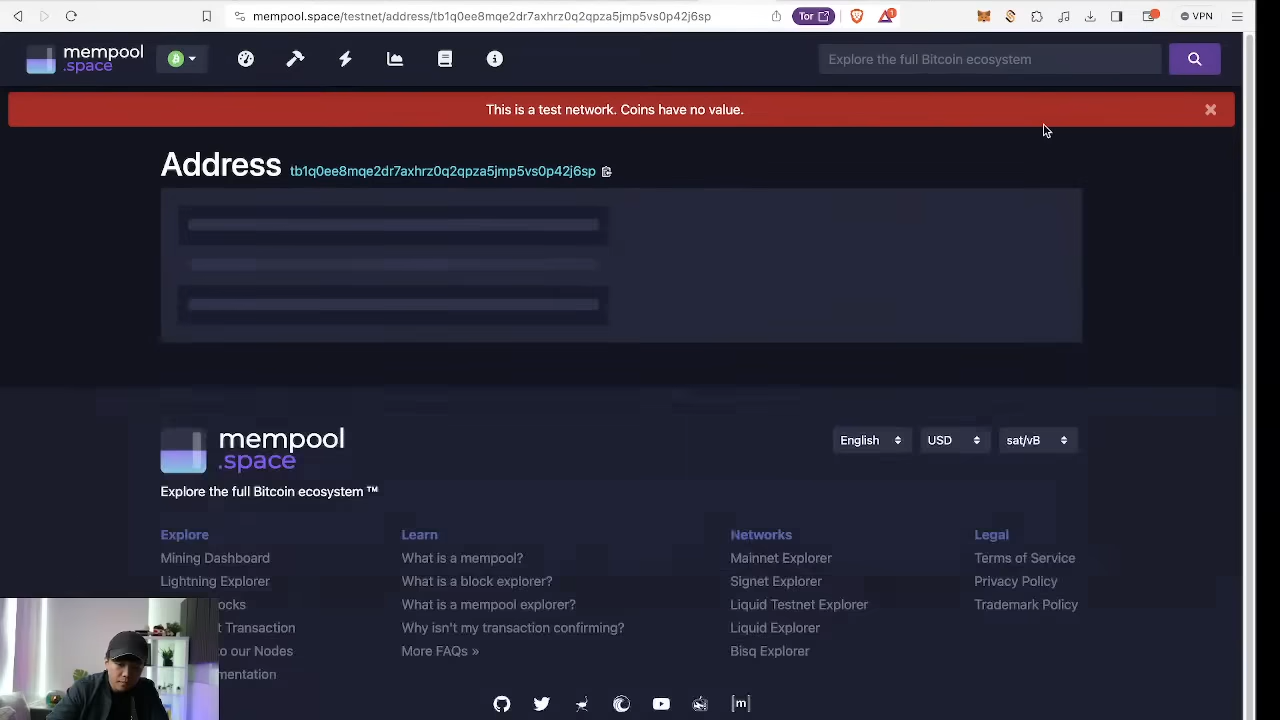 mempool.space/testnet/address/tb1q0ee8mqe2dr7axhrz0q2qpza5jmp5vs0p42j6sp
Tor
1
VPN
mempool
.space
Explore the full Bitcoin ecosystem
This is a test network. Coins have no value.
Address tb1q0ee8mqe2dr7axhrz0q2qpza5jmp5vs0p42j6sp
mempool
.space
English
USD
sat/vB
Explore the full Bitcoin ecosystem ™
Explore
Mining Dashboard
Lightning Explorer
ocks
t Transaction
o our Nodes
mentation
Learn
What is a mempool?
What is a block explorer?
What is a mempool explorer?
Why isn't my transaction confirming?
More FAQs »
Networks
Mainnet Explorer
Signet Explorer
Liquid Testnet Explorer
Liquid Explorer
Bisq Explorer
Legal
Terms of Service
Privacy Policy
Trademark Policy
[m]